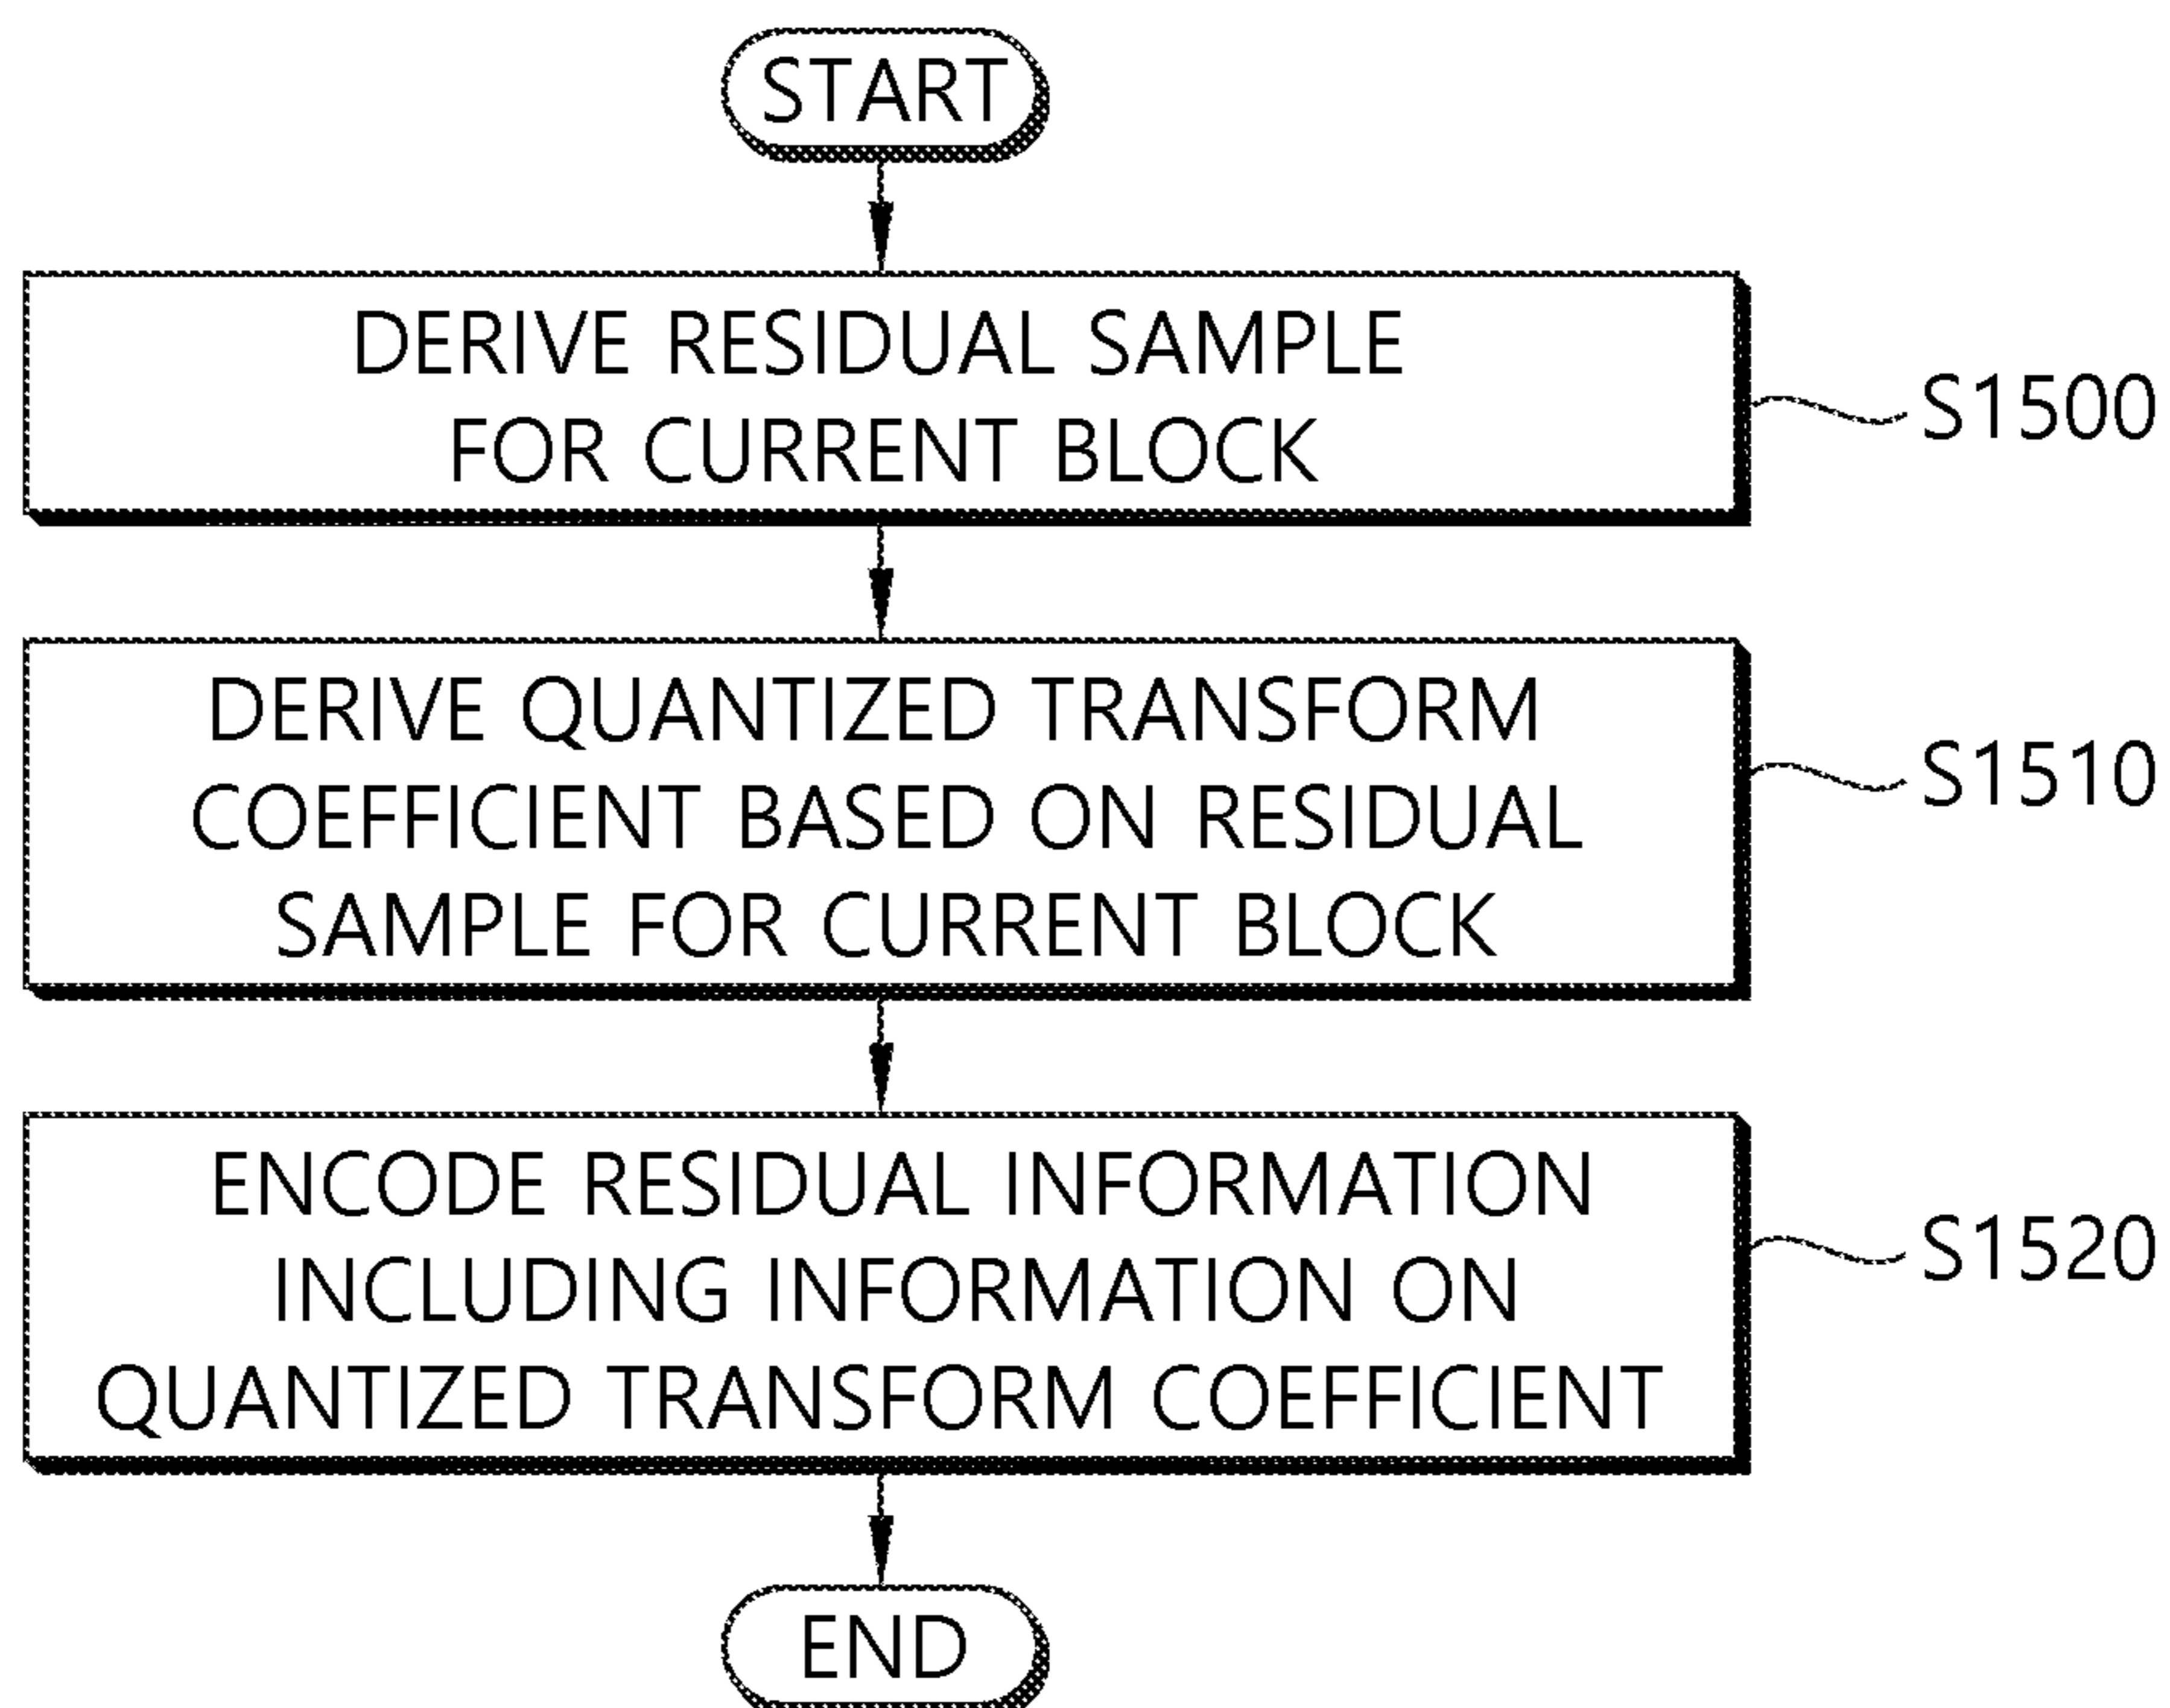 START
DERIVE RESIDUAL SAMPLE
FOR CURRENT BLOCK
S1500
DERIVE QUANTIZED TRANSFORM
COEFFICIENT BASED ON RESIDUAL
SAMPLE FOR CURRENT BLOCK
S1510
ENCODE RESIDUAL INFORMATION
INCLUDING INFORMATION ON
QUANTIZED TRANSFORM COEFFICIENT
S1520
END